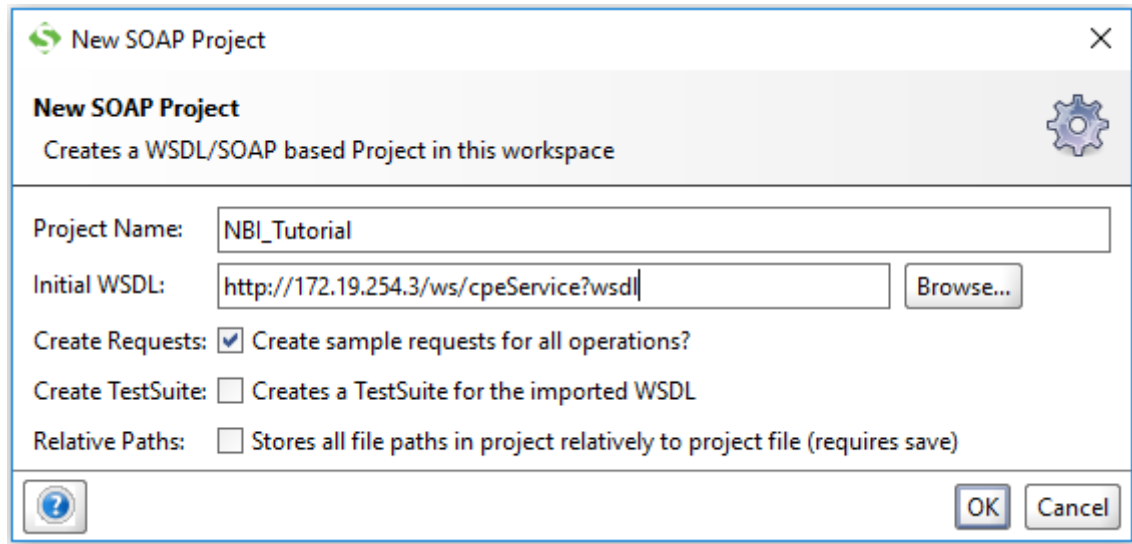 New SOAP Project
New SOAP Project
Creates a WSDL/SOAP based Project in this workspace
Project Name: NBI_Tutorial
Initial WSDL: http://172.19.254.3/ws/cpeService?wsdl Browse...
Create Requests: Create sample requests for all operations?
Create TestSuite: Creates a TestSuite for the imported WSDL
Relative Paths: Stores all file paths in project relatively to project file (requires save)
? OK Cancel